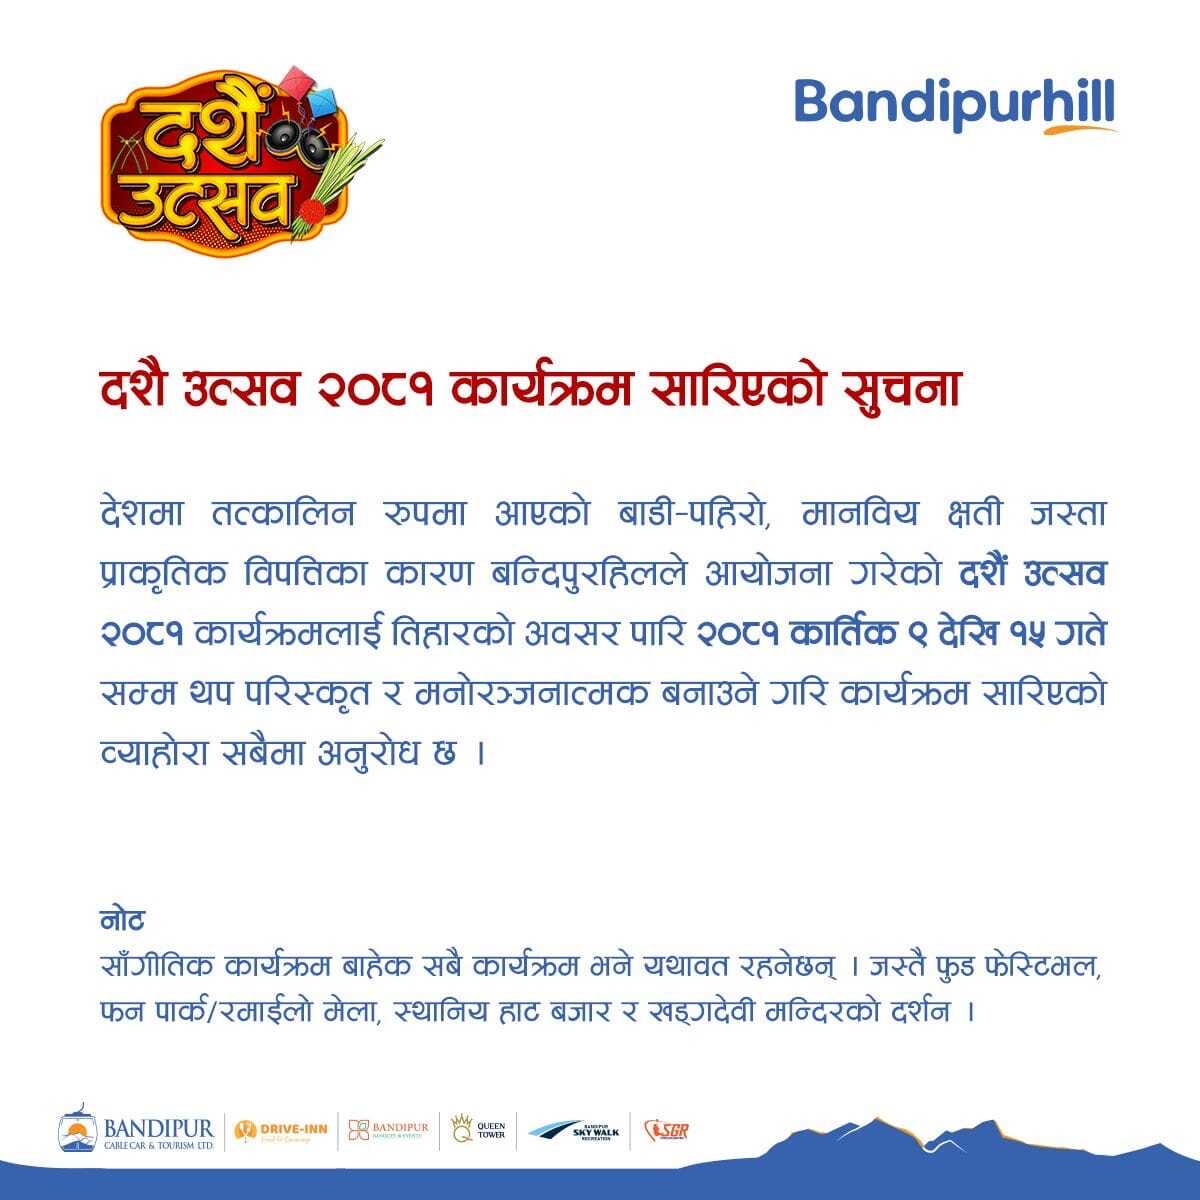 दशैं
उत्सव
Bandipurhill
दशै उत्सव २०८१ कार्यक्रम सारिएको सुचना
देशमा तत्कालिन रुपमा आएको बाडी-पहिरो, मानविय क्षती जस्ता
प्राकृतिक विपत्तिका कारण बन्दिपुरहिलले आयोजना गरेको दशैं उत्सव
२०८१ कार्यक्रमलाई तिहारको अवसर पारि २०८१ कार्तिक ९ देखि १५ गते
सम्म थप परिस्कृत र मनोरञ्जनात्मक बनाउने गरि कार्यक्रम सारिएको
व्याहोरा सबैमा अनुरोध छ ।
नोट
साँगीतिक कार्यक्रम बाहेक सबै कार्यक्रम भने यथावत रहनेछन् । जस्तै फुड फेस्टिभल,
फन पार्क/रमाईलो मेला, स्थानिय हाट बजार र खड्गदेवी मन्दिरको दर्शन ।
BANDIPUR
CABLE CAR & TOURISM LTD.
DRIVE-INN
BANDIPUR
BANQUETS & EVENTS
QUEEN
TOWER
BANDIPUR
SKY WALK
RECREATION
SGR